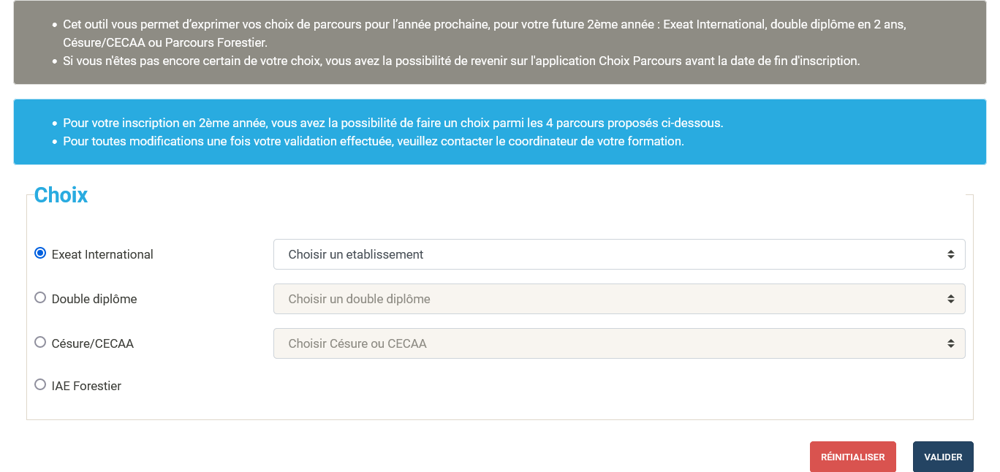 Cet outil vous permet d’exprimer vos choix de parcours pour l’année prochaine, pour votre future 2ème année : Exeat International, double diplôme en 2 ans,
Césure/CECAA ou Parcours Forestier.
Si vous n'êtes pas encore certain de votre choix, vous avez la possibilité de revenir sur l'application Choix Parcours avant la date de fin d'inscription.
Pour votre inscription en 2ème année, vous avez la possibilité de faire un choix parmi les 4 parcours proposés ci-dessous.
Pour toutes modifications une fois votre validation effectuée, veuillez contacter le coordinateur de votre formation.
Choix
Exeat International
Choisir un etablissement
Double diplôme
Choisir un double diplôme
Césure/CECAA
Choisir Césure ou CECAA
IAE Forestier
RÉINITIALISER
VALIDER